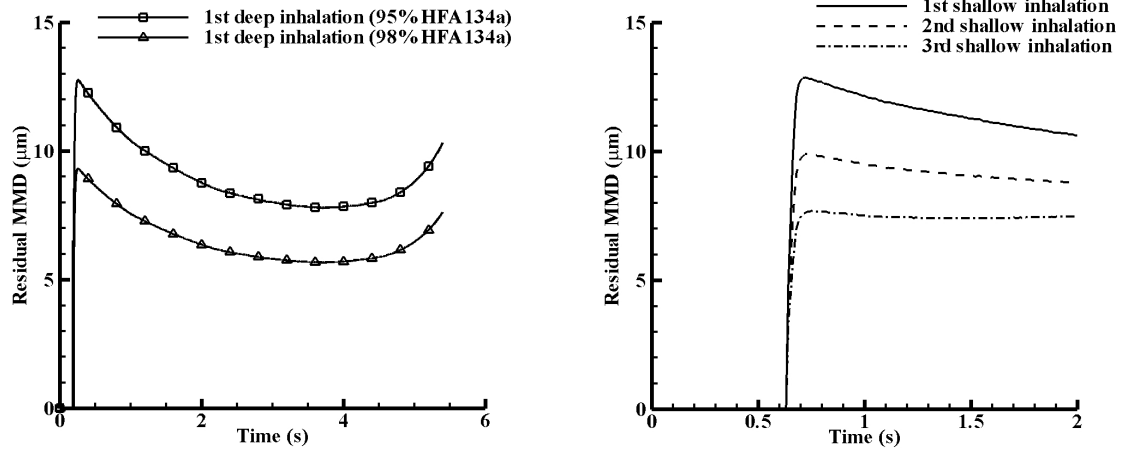 1st deep inhalation (95% HFA134a)
1st deep inhalation (98% HFA134a)
Residual MMD (μm)
15
10
5
0
0
2
4
6
Time (s)
1st shallow inhalation
2nd shallow inhalation
3rd shallow inhalation
Residual MMD (μm)
15
10
5
0
0
0.5
1
1.5
2
Time (s)